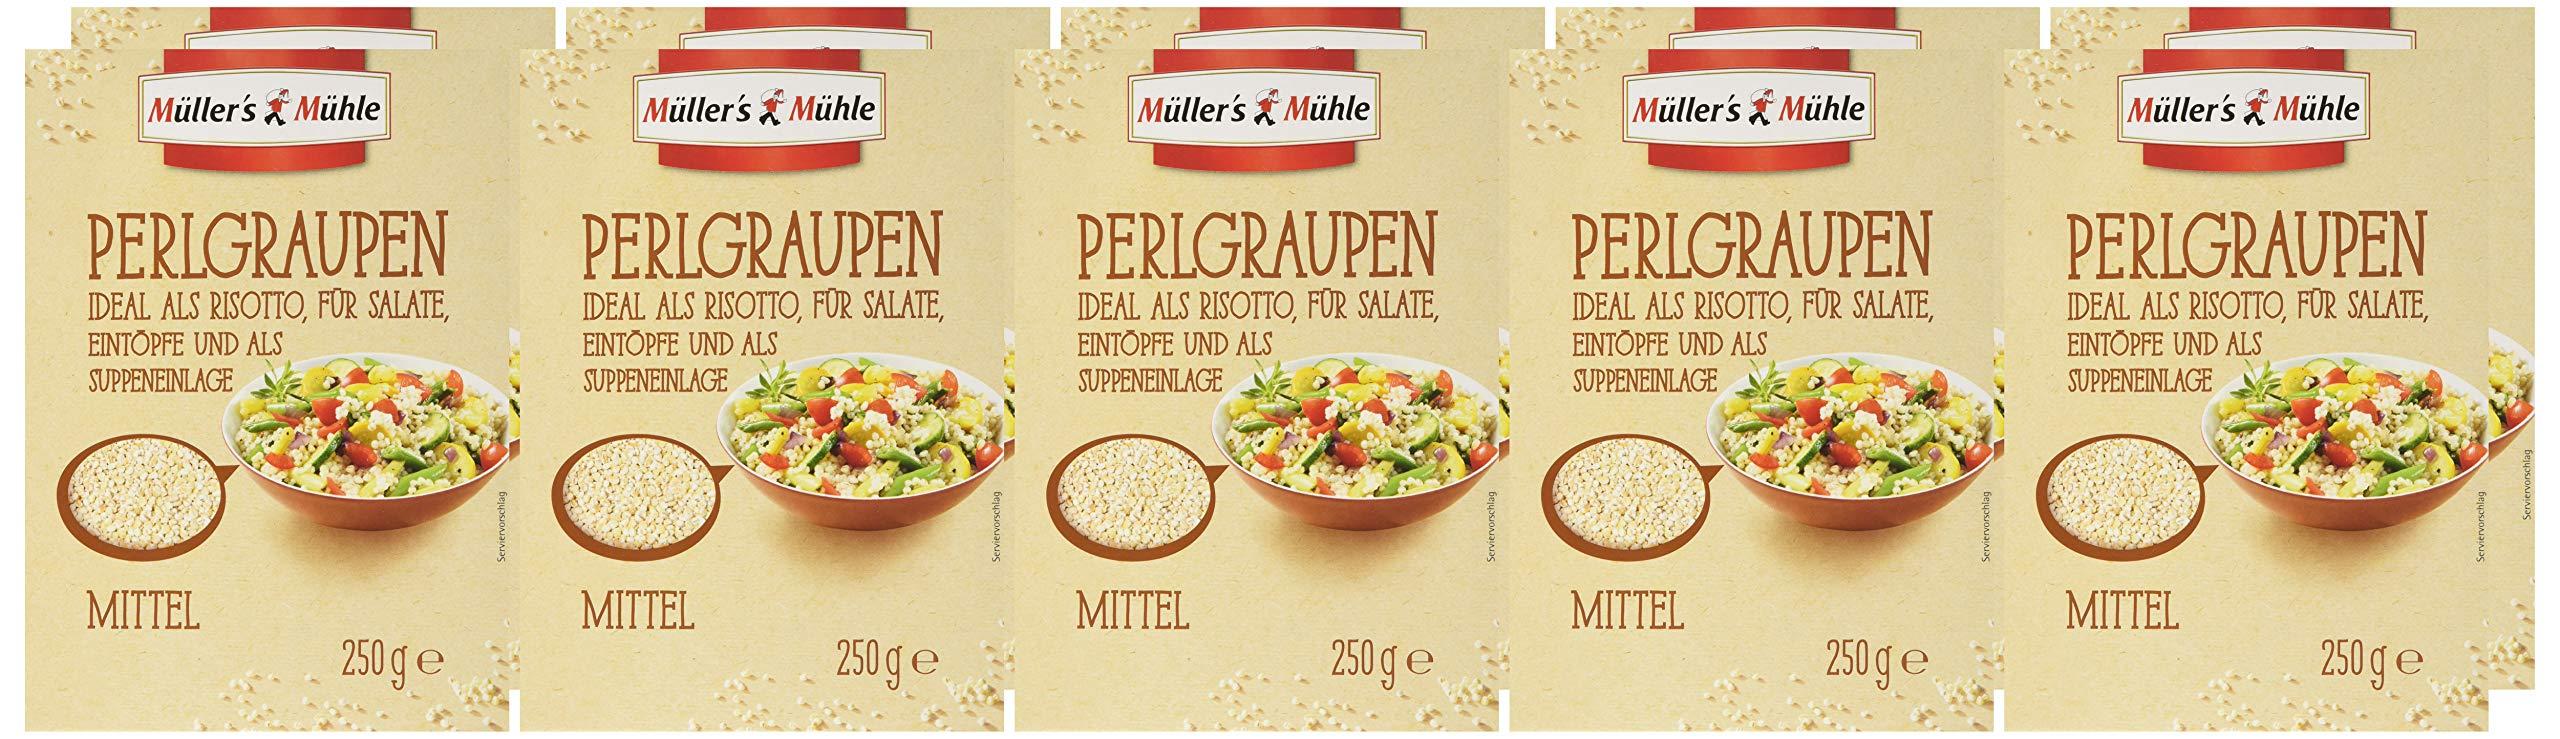 Müller's Mühle Müller's Mühle Müller's Mühle Müller's Mühle Müller's Mühle
PERLGRAUPEN PERLGRAUPEN PERLGRAUPEN PERLGRAUPEN PERLGRAUPEN
IDEAL ALS RISOTTO, FÜR SALATE, IDEAL ALS RISOTTO, FÜR SALATE, IDEAL ALS RISOTTO, FÜR SALATE, IDEAL ALS RISOTTO, FÜR SALATE, IDEAL ALS RISOTTO, FÜR SALATE,
EINTÖPFE UND ALS EINTÖPFE UND ALS EINTÖPFE UND ALS EINTÖPFE UND ALS EINTÖPFE UND ALS
SUPPENEINLAGE SUPPENEINLAGE SUPPENEINLAGE SUPPENEINLAGE SUPPENEINLAGE
Serviervorschlag Serviervorschlag Serviervorschlag Serviervorschlag Serviervorschlag Serviervorschlag
MITTEL MITTEL MITTEL MITTEL MITTEL
250 g ℮ 250 g ℮ 250 g ℮ 250 g ℮ 250 g ℮